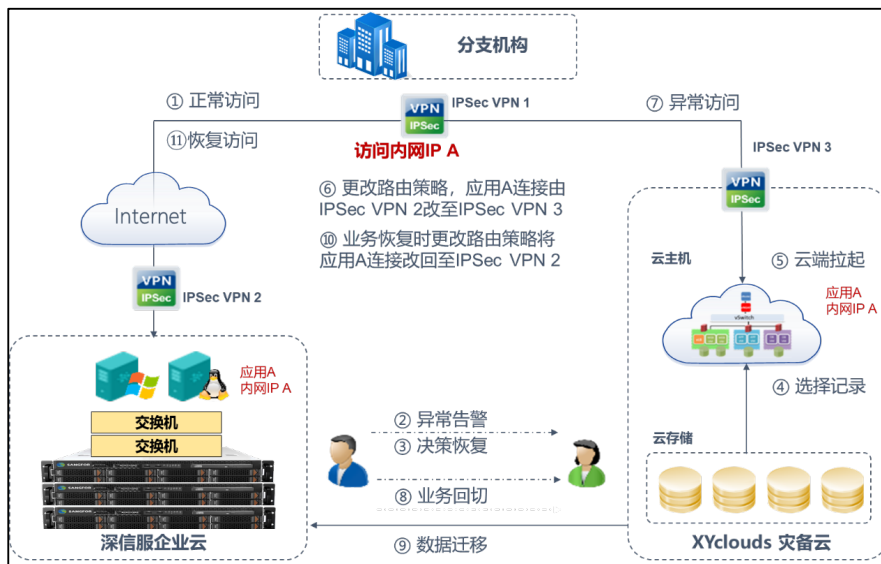 分支机构
① 正常访问
IPSec VPN 1
⑦ 异常访问
VPN
IPSec
⑪恢复访问
访问内网IP A
IPSec VPN 3
VPN
IPSec
⑥ 更改路由策略，应用A连接由
IPSec VPN 2改至IPSec VPN 3
Internet
⑩ 业务恢复时更改路由策略将
应用A连接改回至IPSec VPN 2
云主机
⑤ 云端拉起
VPN
IPSec
IPSec VPN 2
应用A
内网IP A
vSwitch
应用A
内网IP A
④ 选择记录
交换机
交换机
② 异常告警
③ 决策恢复
云存储
SANGFOR
SANGFOR
SANGFOR
⑧ 业务回切
深信服企业云
⑨ 数据迁移
XYclouds 灾备云